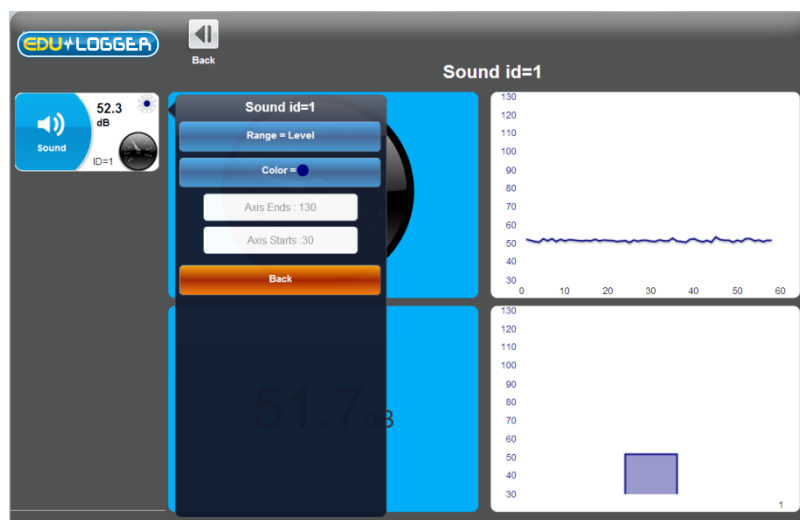 EDU LOGGER
Back
Sound id=1
52.3
dB
Sound
ID=1
Sound id=1
Range = Level
Color =
Axis Ends : 130
Axis Starts :30
Back
51.7 dB
130
120
110
100
90
80
70
60
50
40
30
0 10 20 30 40 50 60
130
120
110
100
90
80
70
60
50
40
30
1